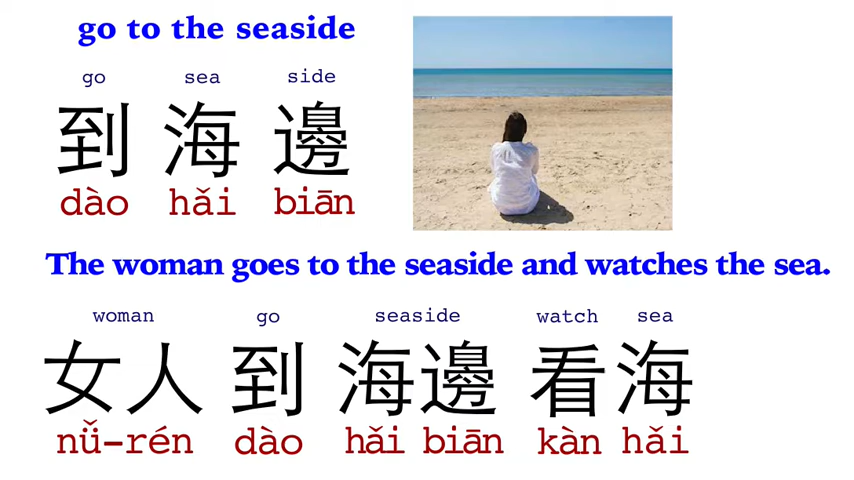 go to the seaside
go sea side
到 海 邊
dào hǎi biān
The woman goes to the seaside and watches the sea.
woman go seaside watch sea
女人 到 海邊 看海
nǚ-rén dào hǎi biān kàn hǎi